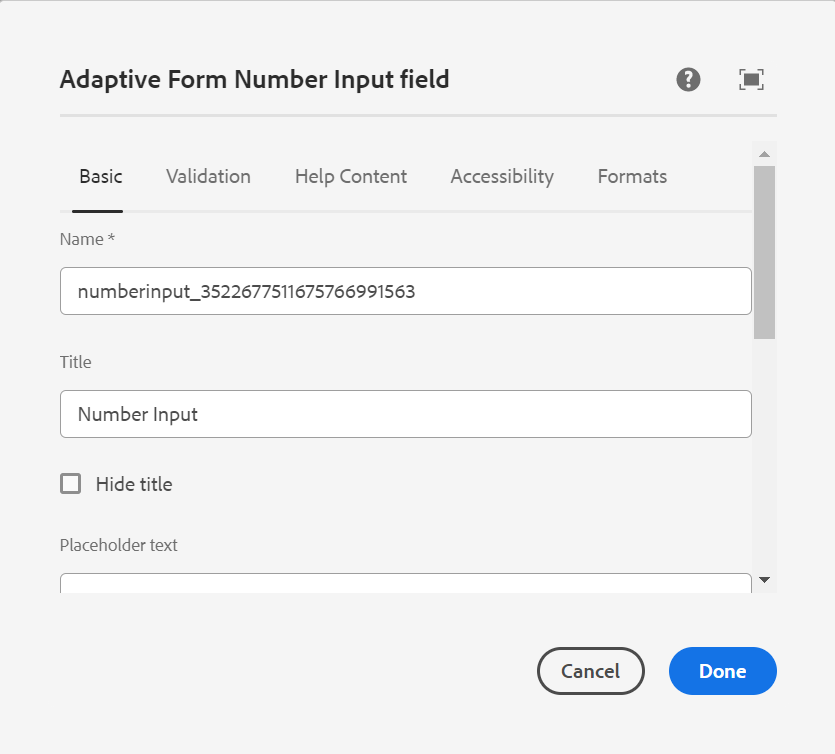 Adaptive Form Number Input field
Basic Validation Help Content Accessibility Formats
Name *
numberinput_3522677511675766991563
Title
Number Input
Hide title
Placeholder text
Cancel Done